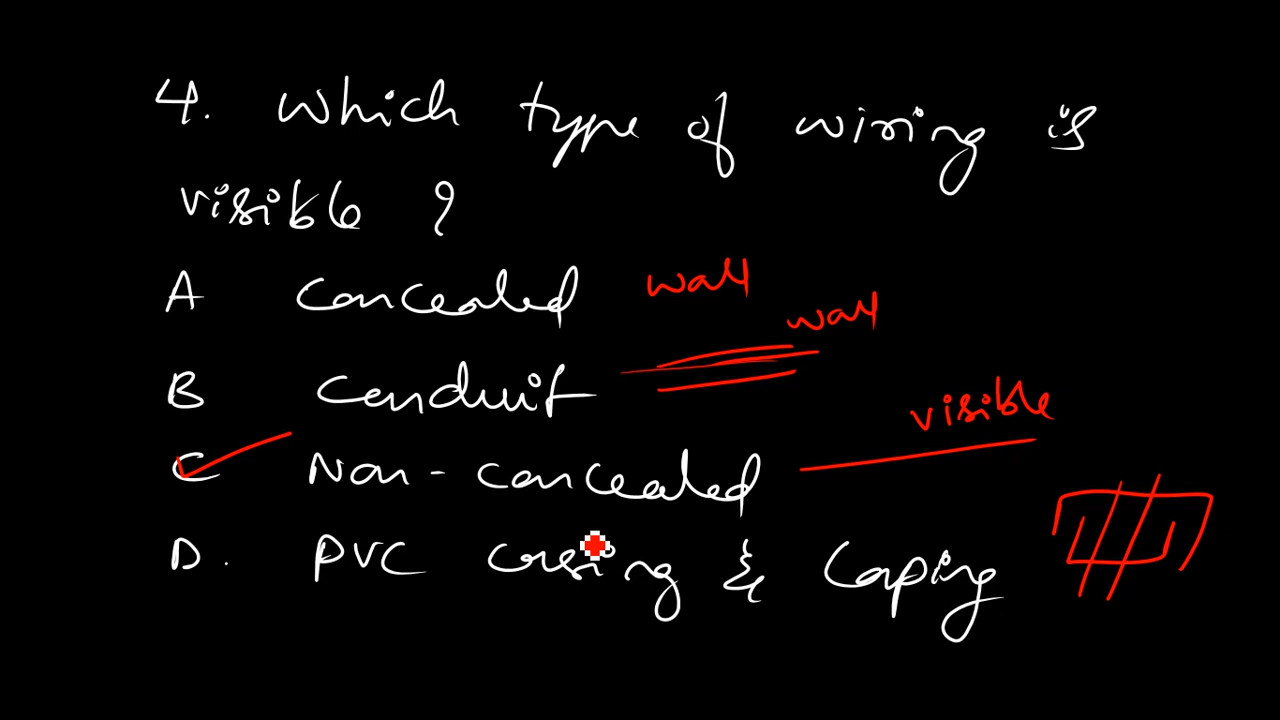 4. Which type of wiring is
visible ?
A Concealed wall
wall
B Conduit
visible
C Non-concealed
D. PVC casing & Caping